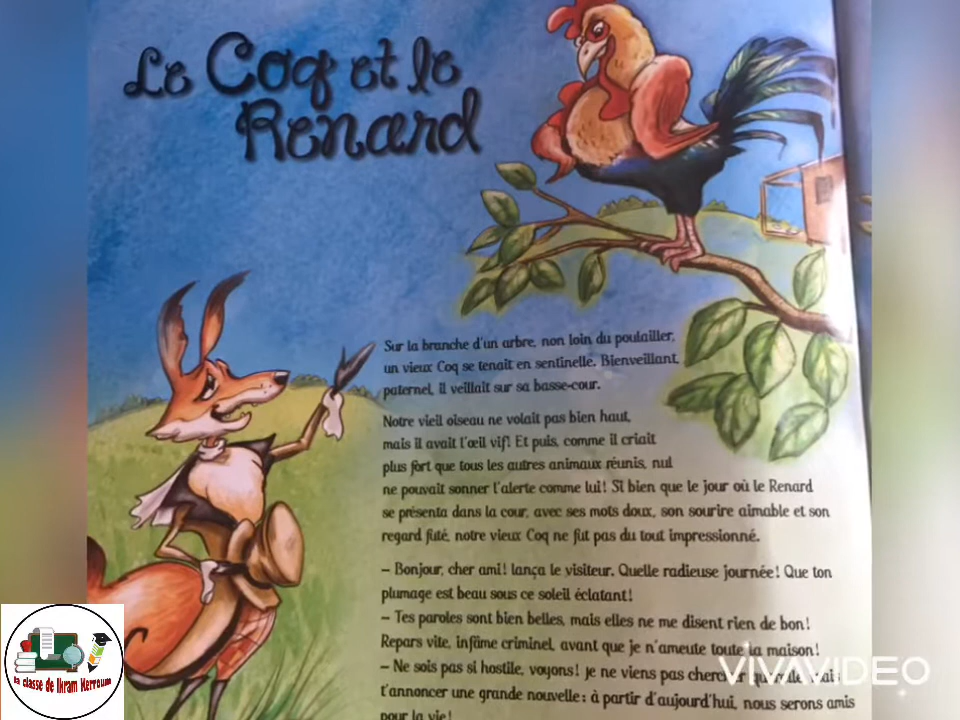 Le Coq et le
Renard
Sur la branche d'un arbre, non loin du poulailler,
un vieux Coq se tenait en sentinelle. Bienveillant,
paternel, il veillait sur sa basse-cour.
Notre vieil oiseau ne volait pas bien haut,
mais il avait l'œil vif! Et puis, comme il criait
plus fort que tous les autres animaux réunis, nul
ne pouvait sonner l'alerte comme lui! Si bien que le jour où le Renard
se présenta dans la cour, avec ses mots doux, son sourire aimable et son
regard futé, notre vieux Coq ne fut pas du tout impressionné.
– Bonjour, cher ami! lança le visiteur. Quelle radieuse journée! Que ton
plumage est beau sous ce soleil éclatant!
– Tes paroles sont bien belles, mais elles ne me disent rien de bon!
Repars vite, infâme criminel, avant que je n'ameute toute la maison!
– Ne sois pas si hostile, voyons! je ne viens pas chercher
t'annoncer une grande nouvelle: à partir d'aujourd'hui, nous serons amis
pour la vie!
VIVAVIDEO
la classe de Ikram Merroum